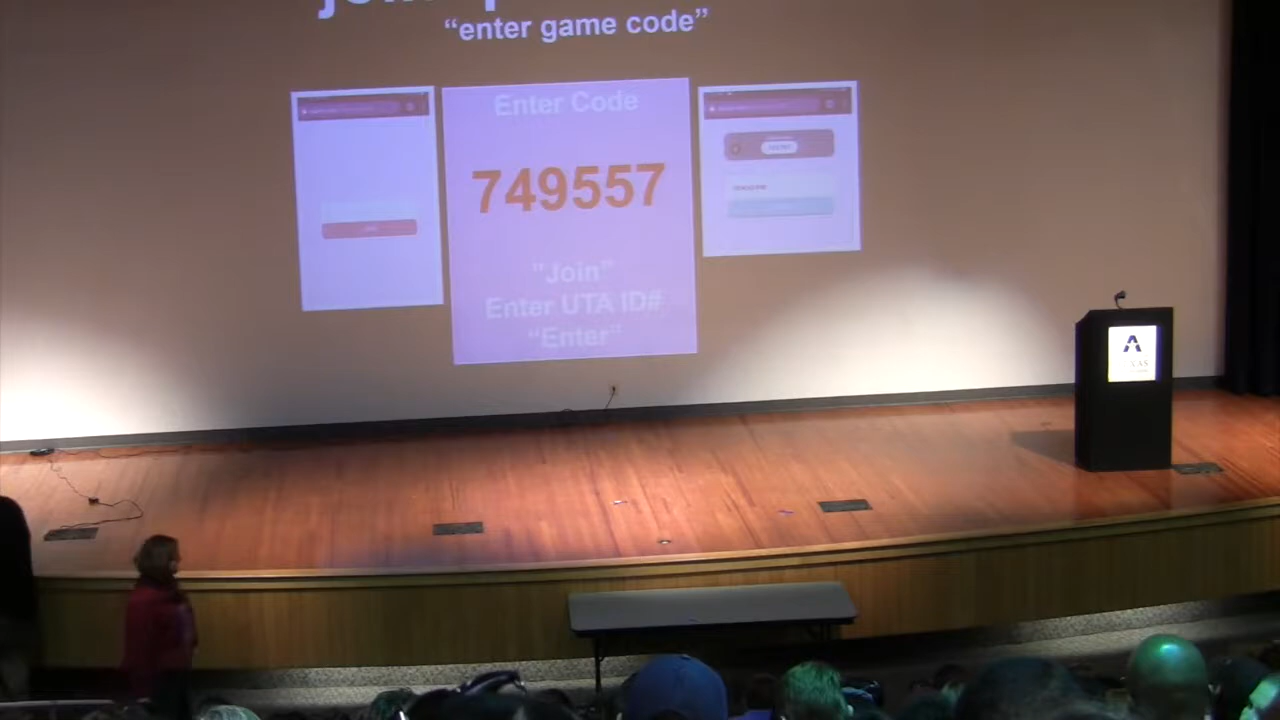 “enter game code”
Enter Code
749557
"Join"
Enter UTA ID#
“Enter”